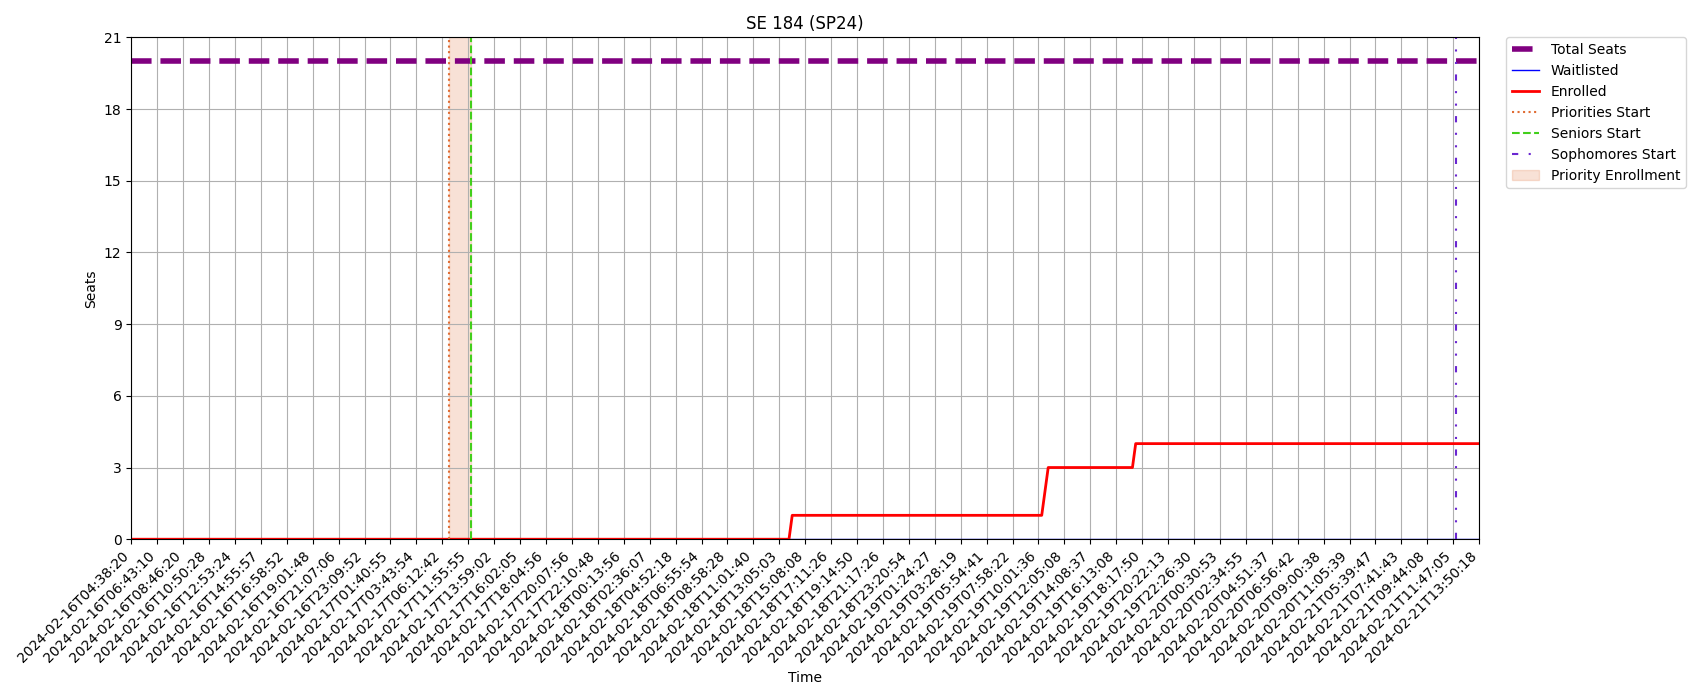 SE 184 (SP24)
21
18
15
12
9
6
3
0
Seats
2024-02-16T04:38:20
2024-02-16T06:43:10
2024-02-16T08:46:20
2024-02-16T10:50:28
2024-02-16T12:53:24
2024-02-16T14:55:57
2024-02-16T16:58:52
2024-02-16T19:01:48
2024-02-16T21:07:06
2024-02-16T23:09:52
2024-02-17T01:40:55
2024-02-17T03:43:54
2024-02-17T06:12:42
2024-02-17T11:55:55
2024-02-17T13:59:02
2024-02-17T16:02:05
2024-02-17T18:04:56
2024-02-17T20:07:56
2024-02-17T22:10:48
2024-02-18T00:13:56
2024-02-18T02:36:07
2024-02-18T04:52:18
2024-02-18T06:55:54
2024-02-18T08:58:28
2024-02-18T11:01:40
2024-02-18T13:05:03
2024-02-18T15:08:08
2024-02-18T17:11:26
2024-02-18T19:14:50
2024-02-18T21:17:26
2024-02-18T23:20:54
2024-02-19T01:24:27
2024-02-19T03:28:19
2024-02-19T05:54:41
2024-02-19T07:58:22
2024-02-19T10:01:36
2024-02-19T12:05:08
2024-02-19T14:08:37
2024-02-19T16:13:08
2024-02-19T18:17:50
2024-02-19T20:22:13
2024-02-19T22:26:30
2024-02-20T00:30:53
2024-02-20T02:34:55
2024-02-20T04:51:37
2024-02-20T06:56:42
2024-02-20T09:00:38
2024-02-20T11:05:39
2024-02-21T05:39:47
2024-02-21T07:41:43
2024-02-21T09:44:08
2024-02-21T11:47:05
2024-02-21T13:50:18
Time
Total Seats
Waitlisted
Enrolled
Priorities Start
Seniors Start
Sophomores Start
Priority Enrollment